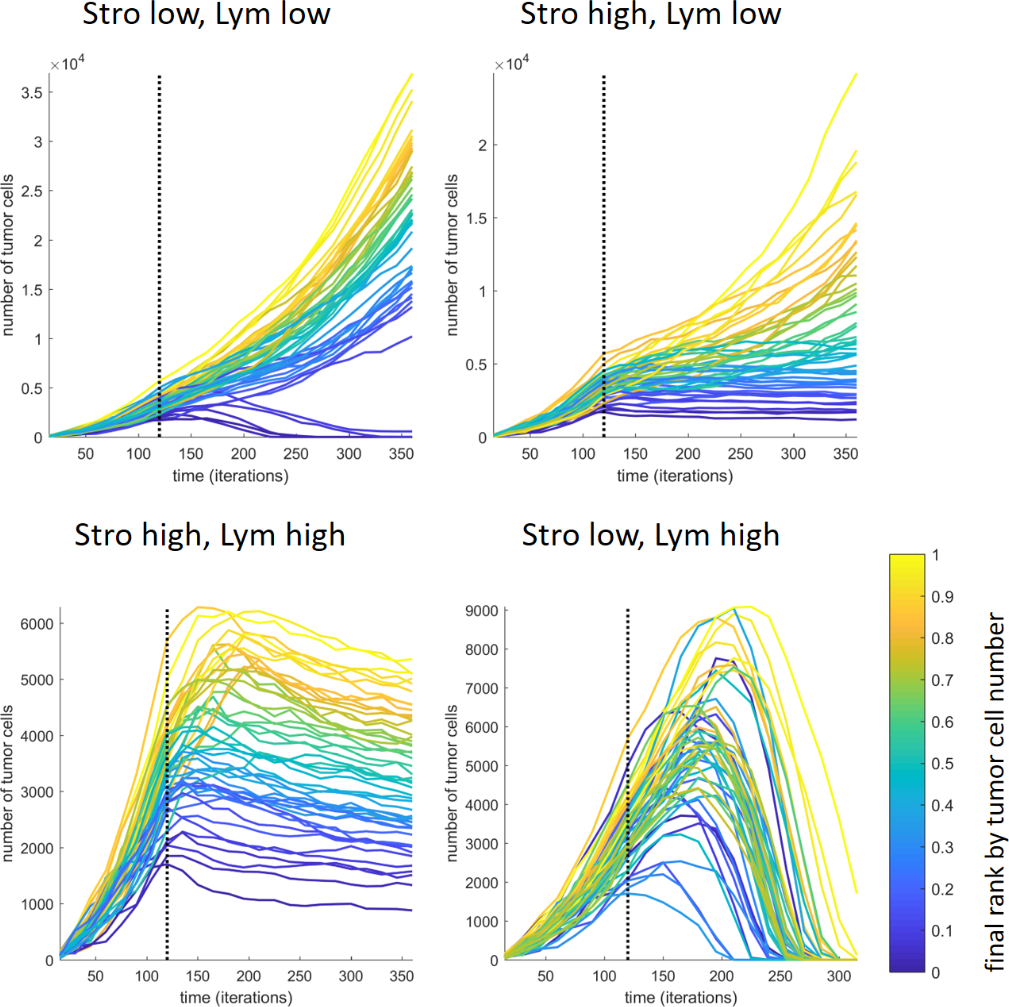 Stro low, Lym low
Stro high, Lym low
×10⁴
3.5
3
2.5
2
1.5
1
0.5
0
number of tumor cells
50 100 150 200 250 300 350
time (iterations)
×10⁴
2
1.5
1
0.5
0
number of tumor cells
50 100 150 200 250 300 350
time (iterations)
Stro high, Lym high
Stro low, Lym high
6000
5000
4000
3000
2000
1000
0
number of tumor cells
50 100 150 200 250 300 350
time (iterations)
9000
8000
7000
6000
5000
4000
3000
2000
1000
0
number of tumor cells
50 100 150 200 250 300
time (iterations)
1
0.9
0.8
0.7
0.6
0.5
0.4
0.3
0.2
0.1
0
final rank by tumor cell number